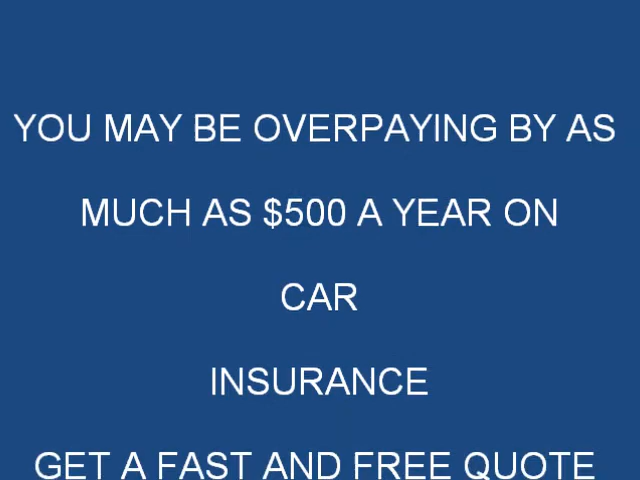 YOU MAY BE OVERPAYING BY AS
MUCH AS $500 A YEAR ON
CAR
INSURANCE
GET A FAST AND FREE QUOTE